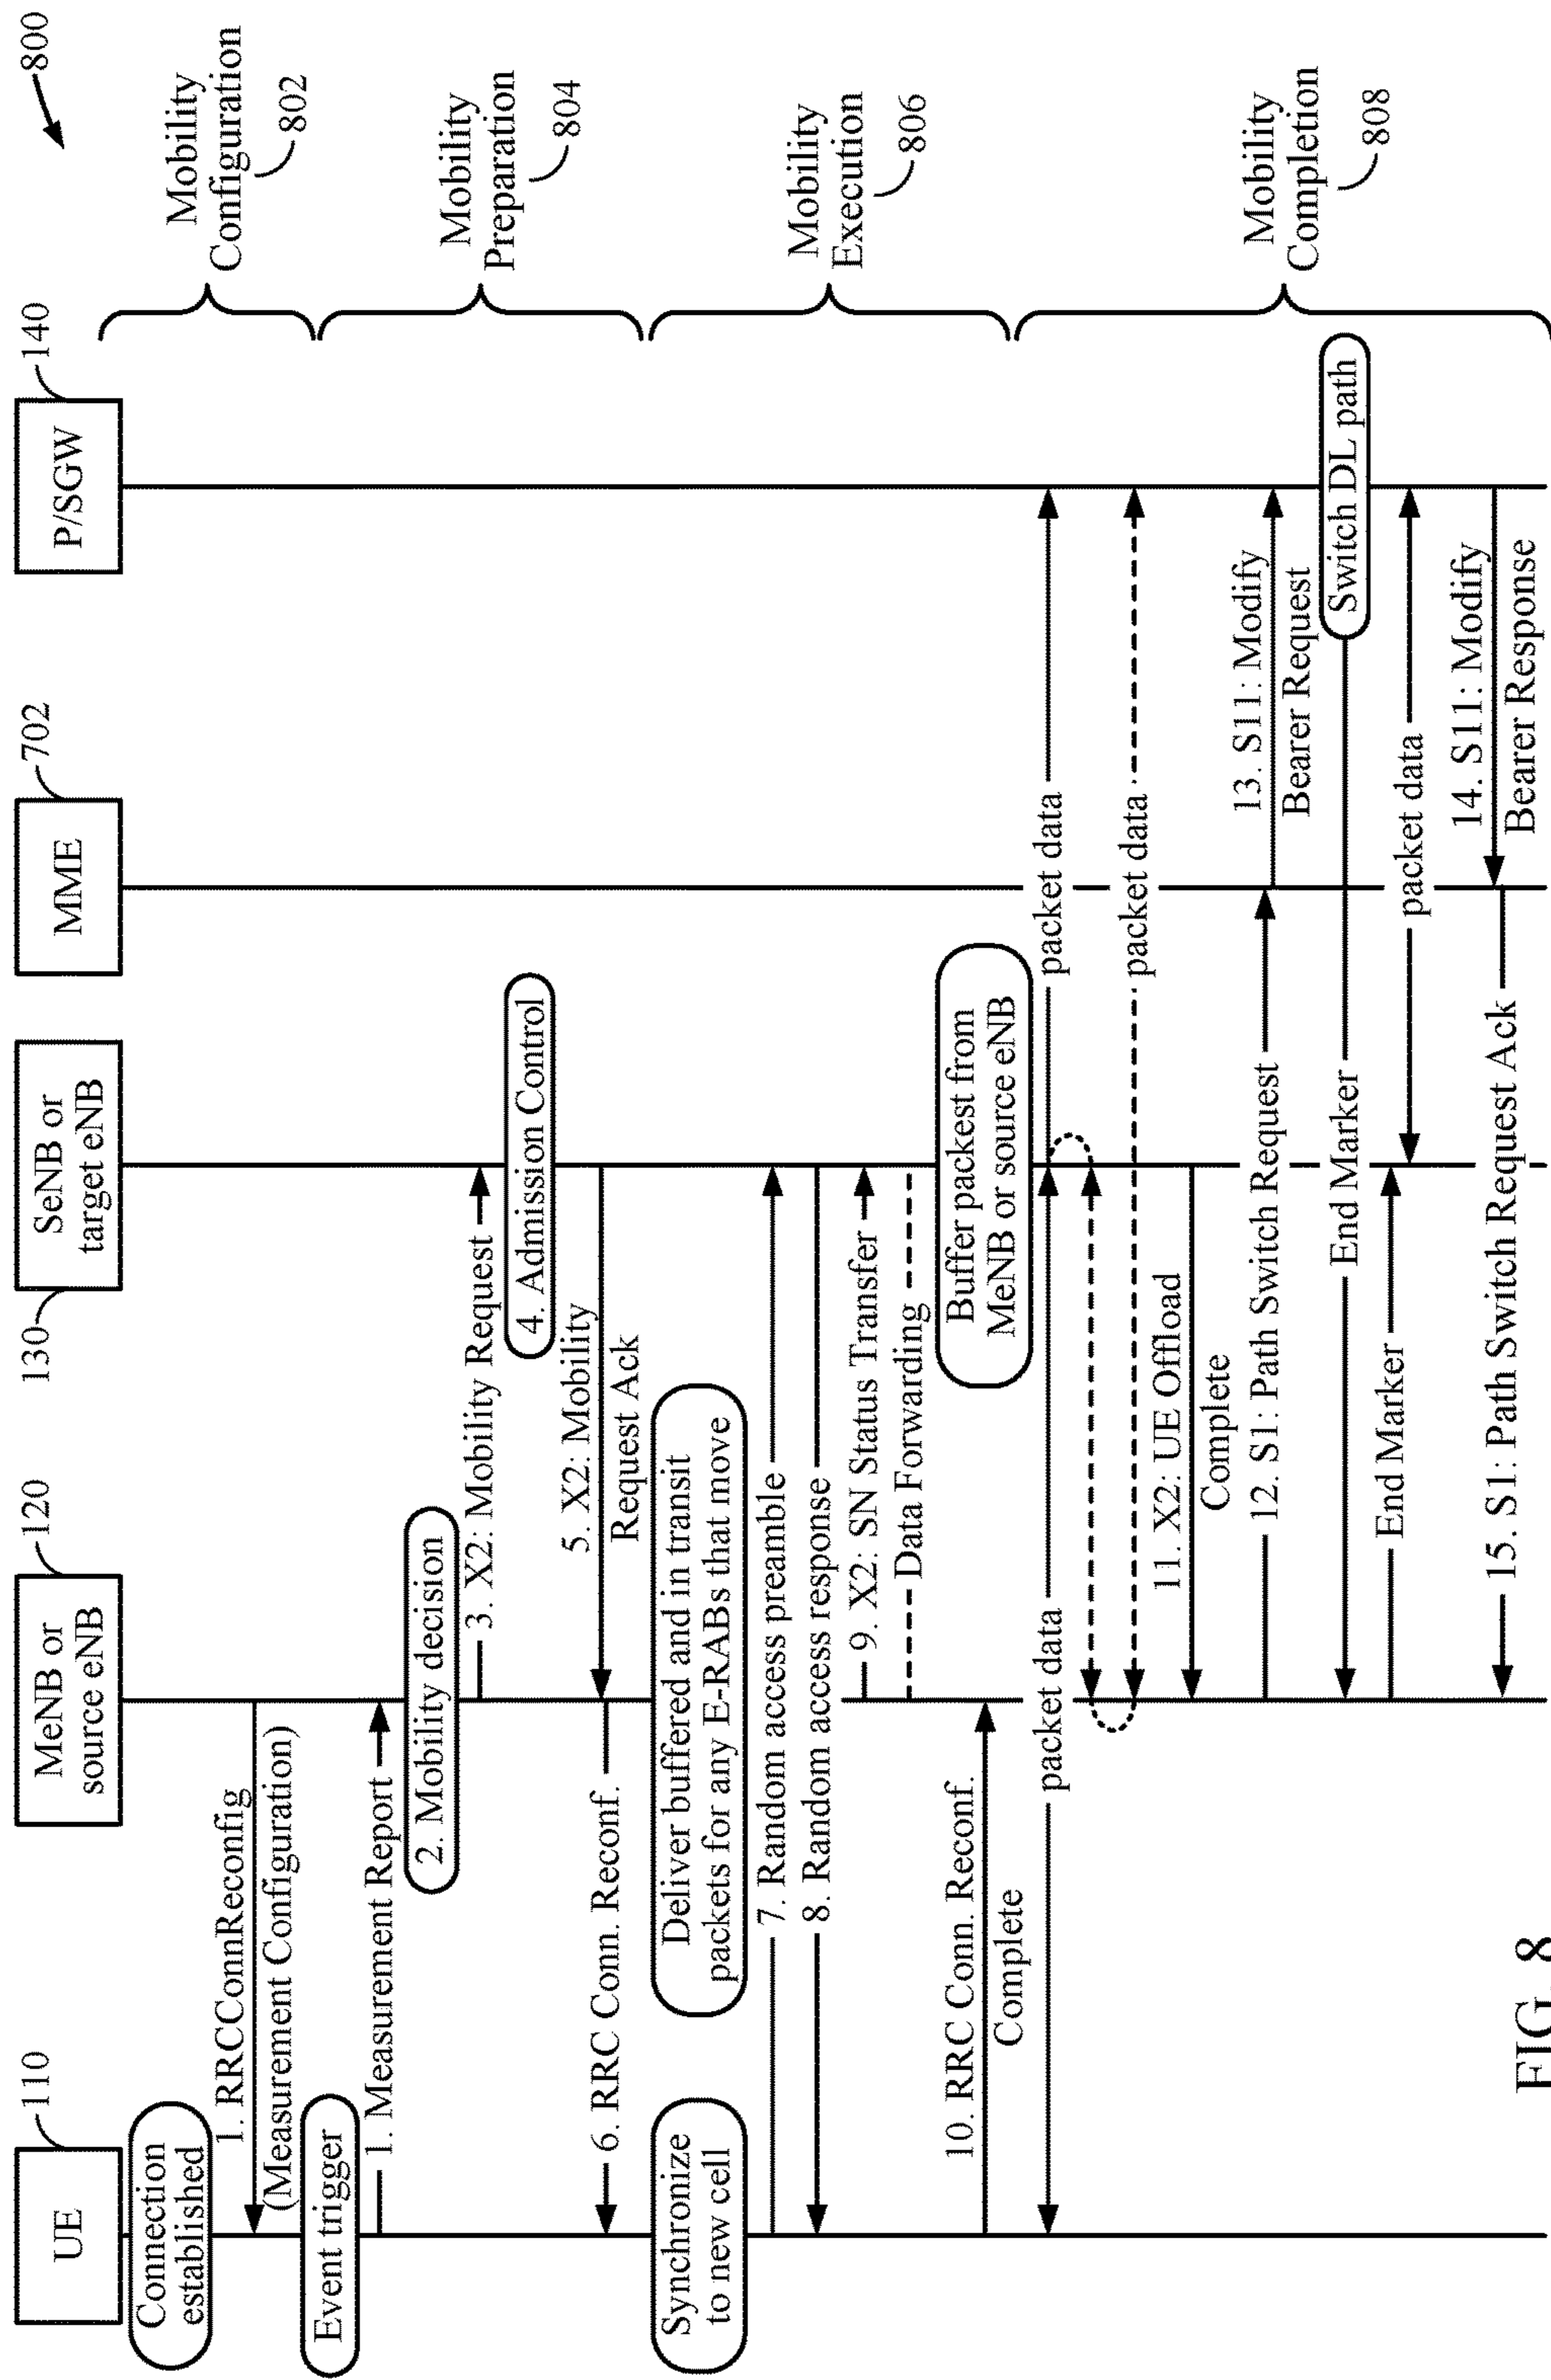 800
UE
110
MeNB or
source eNB
120
SeNB or
target eNB
130
MME
702
P/SGW
140
Mobility
Configuration
802
Connection
established
1. RRCConnReconfig
(Measurement Configuration)
Event trigger
1. Measurement Report
Mobility
Preparation
804
2. Mobility decision
3. X2: Mobility Request
4. Admission Control
5. X2: Mobility
Request Ack
6. RRC Conn. Reconf.
Mobility
Execution
806
Synchronize
to new cell
Deliver buffered and in transit
packets for any E-RABs that move
7. Random access preamble
8. Random access response
9. X2: SN Status Transfer
Data Forwarding
Buffer packest from
MeNB or source eNB
10. RRC Conn. Reconf.
Complete
Mobility
Completion
808
packet data
packet data
packet data
11. X2: UE Offload
Complete
12. S1: Path Switch Request
13. S11: Modify
Bearer Request
Switch DL path
End Marker
End Marker
packet data
14. S11: Modify
Bearer Response
15. S1: Path Switch Request Ack
FIG. 8